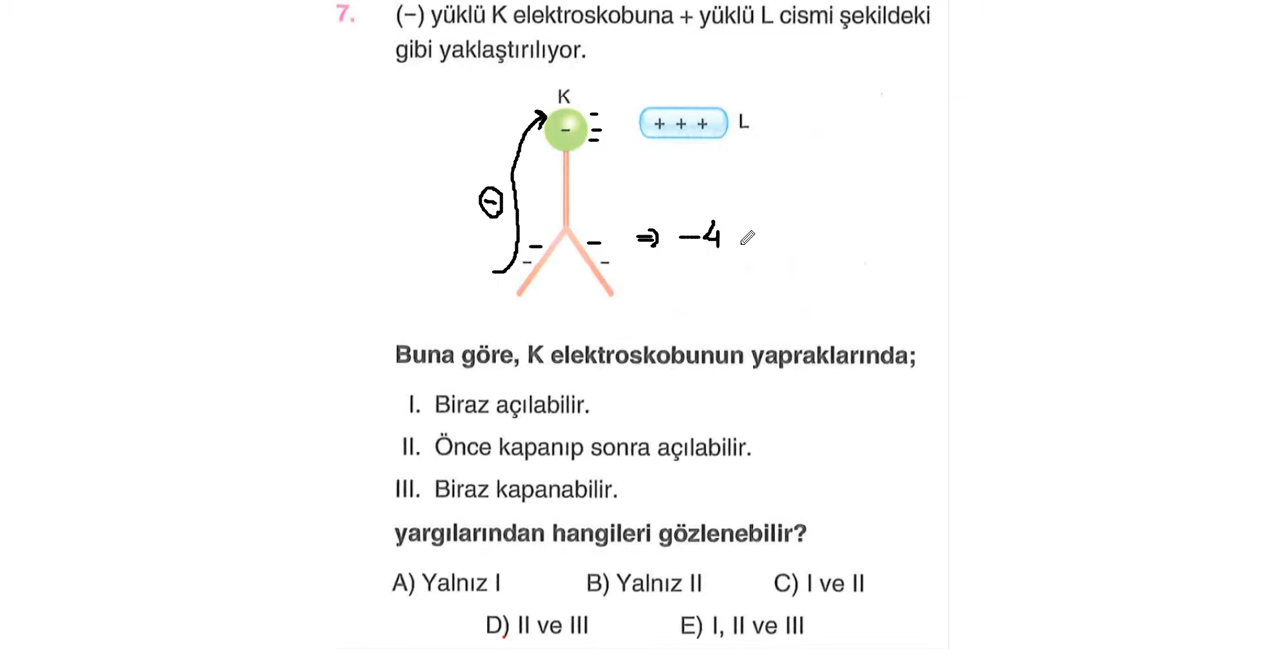 7. (−) yüklü K elektroskobuna + yüklü L cismi şekildeki
gibi yaklaştırılıyor.
K
- + + + L
⊖
- -
- -
⇒ -4
Buna göre, K elektroskobunun yapraklarında;
I. Biraz açılabilir.
II. Önce kapanıp sonra açılabilir.
III. Biraz kapanabilir.
yargılarından hangileri gözlenebilir?
A) Yalnız I B) Yalnız II C) I ve II
D) II ve III E) I, II ve III